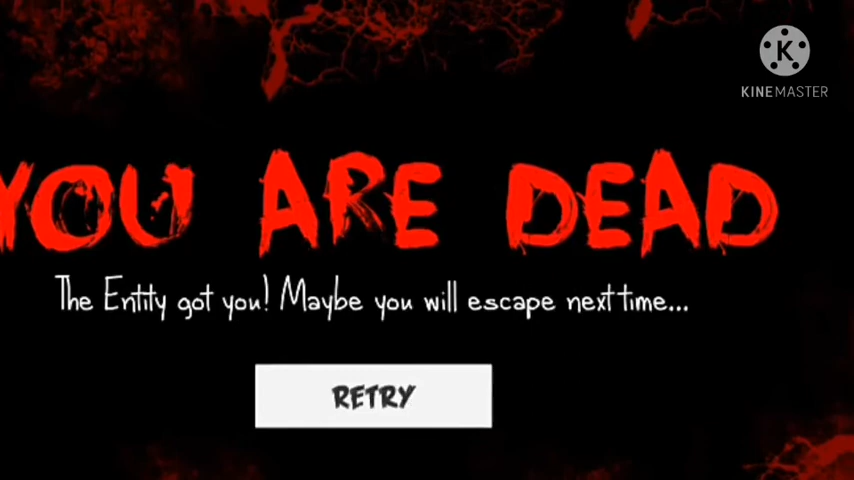 K
KINEMASTER
YOU ARE DEAD
The Entity got you! Maybe you will escape next time...
RETRY